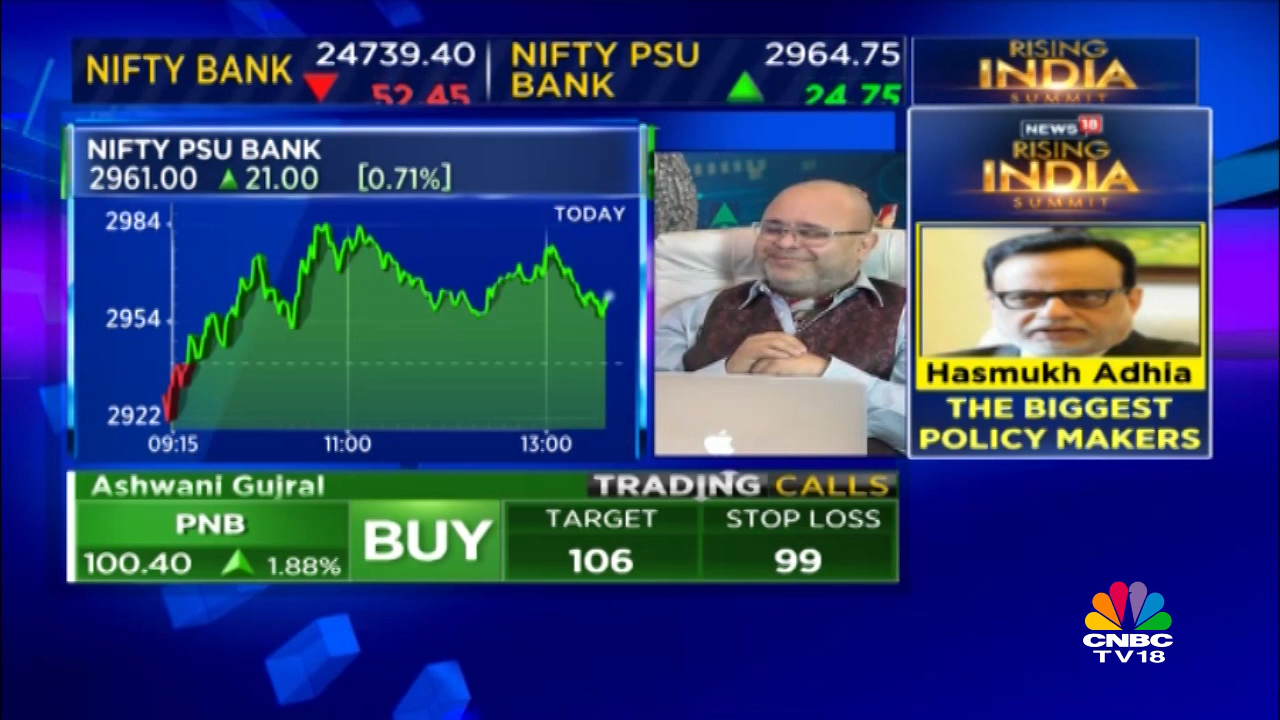 NIFTY BANK
24739.40
52.45
NIFTY PSU
BANK
2964.75
24.75
RISING
INDIA
SUMMIT
NIFTY PSU BANK
2961.00 21.00 [0.71%]
TODAY
2984
2954
2922
09:15 11:00 13:00
NEWS18
RISING
INDIA
SUMMIT
Hasmukh Adhia
THE BIGGEST
POLICY MAKERS
Ashwani Gujral
TRADING CALLS
PNB
100.40 1.88%
BUY
TARGET
106
STOP LOSS
99
CNBC
TV18